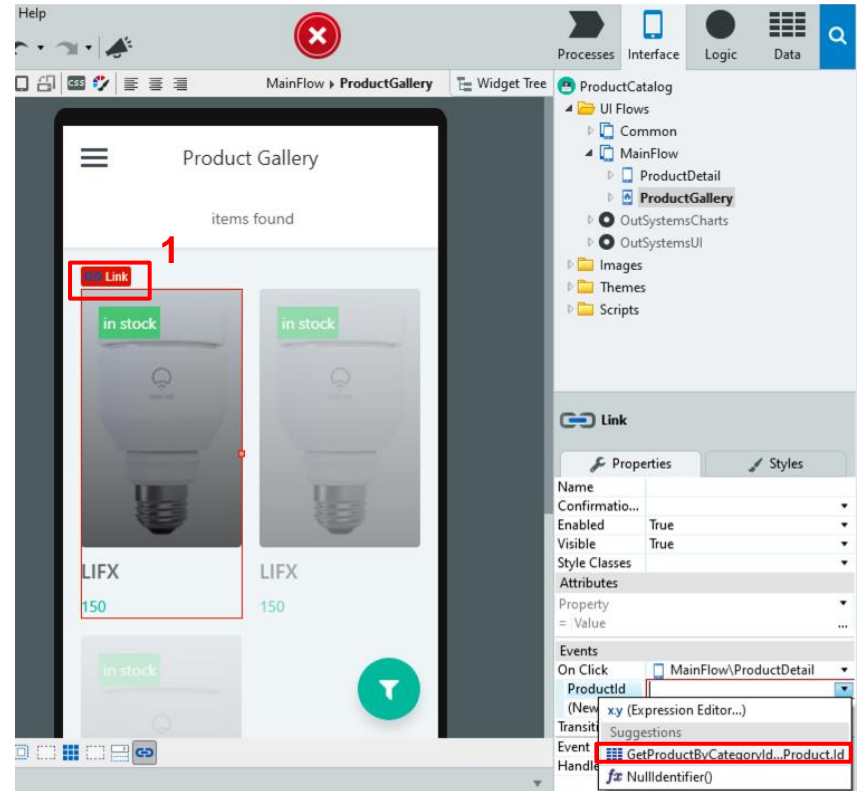 Help
Processes Interface Logic Data
css
MainFlow ▸ ProductGallery
Widget Tree
ProductCatalog
UI Flows
Common
MainFlow
ProductDetail
ProductGallery
OutSystemsCharts
OutSystemsUI
Images
Themes
Scripts
Product Gallery
items found
1
Link
in stock
in stock
LIFX
LIFX
150
150
in stock
Link
Properties
Styles
Name
Confirmatio...
Enabled True
Visible True
Style Classes
Attributes
Property
= Value ...
Events
On Click MainFlow\ProductDetail
ProductId
(New
x.y (Expression Editor...)
Transiti
Suggestions
Event
GetProductByCategoryId...Product.Id
Handle
fx NullIdentifier()